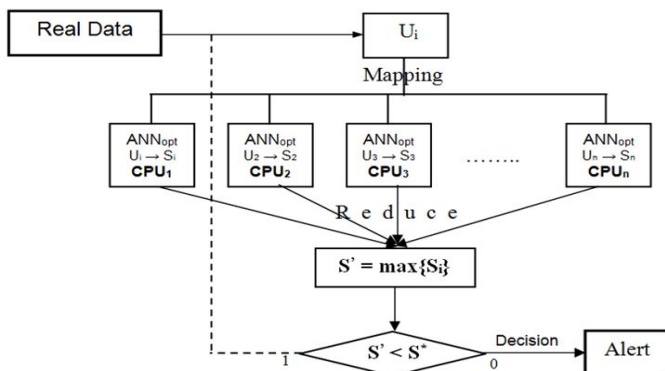 Real Data
Uᵢ
Mapping
ANNopt
Uᵢ → Sᵢ
CPU₁
ANNopt
U₂ → S₂
CPU₂
ANNopt
U₃ → S₃
CPU₃
........
ANNopt
Uₙ → Sₙ
CPUₙ
R e d u c e
S' = max{Sᵢ}
S' < S*
1
0
Decision
Alert